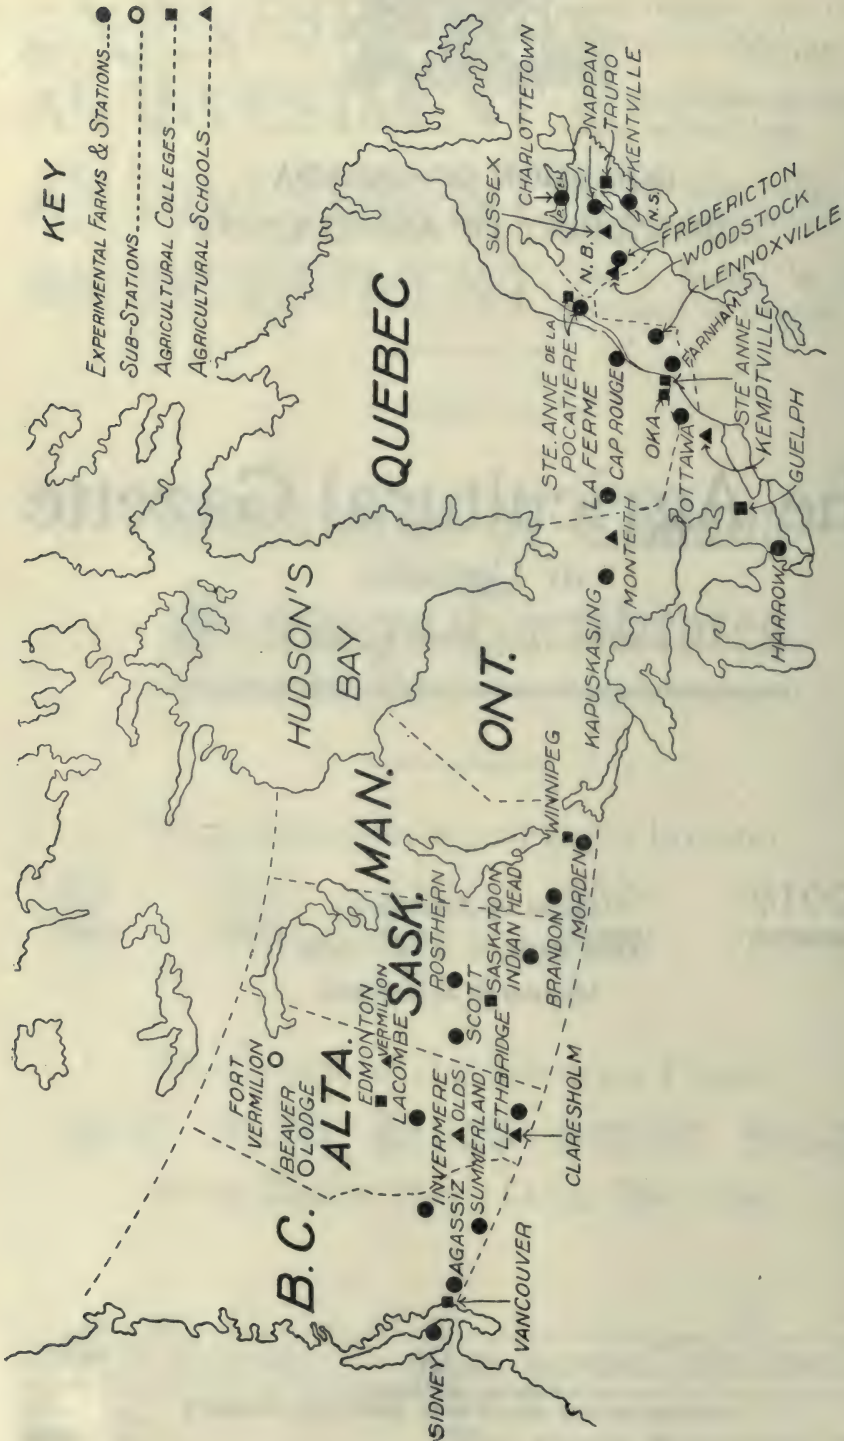 KEY
EXPERIMENTAL FARMS & STATIONS....
SUB-STATIONS..................
AGRICULTURAL COLLEGES.....
AGRICULTURAL SCHOOLS........
HUDSON'S
BAY
QUEBEC
B.C.
ALTA.
SASK.
MAN.
ONT.
N.B.
N.S.
FORT
VERMILION
BEAVER
LODGE
EDMONTON
VERMILION
LACOMBE
INVERMERE
OLDS
AGASSIZ
SUMMERLAND
LETHBRIDGE
CLARESHOLM
VANCOUVER
SIDNEY
ROSTHERN
SCOTT
SASKATOON
INDIAN HEAD
BRANDON
WINNIPEG
MORDEN
KAPUSKASING
MONTEITH
LA FERME
CAP ROUGE
STE. ANNE DE LA
POCATIERE
OKA
OTTAWA
FARNHAM
STE ANNE
KEMPTVILLE
GUELPH
HARROW
SUSSEX
CHARLOTTETOWN
NAPPAN
TRURO
KENTVILLE
FREDERICTON
WOODSTOCK
LENNOXVILLE